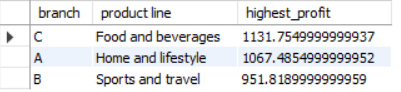 branch product line highest_profit
C Food and beverages 1131.7549999999937
A Home and lifestyle 1067.4854999999952
B Sports and travel 951.8189999999959